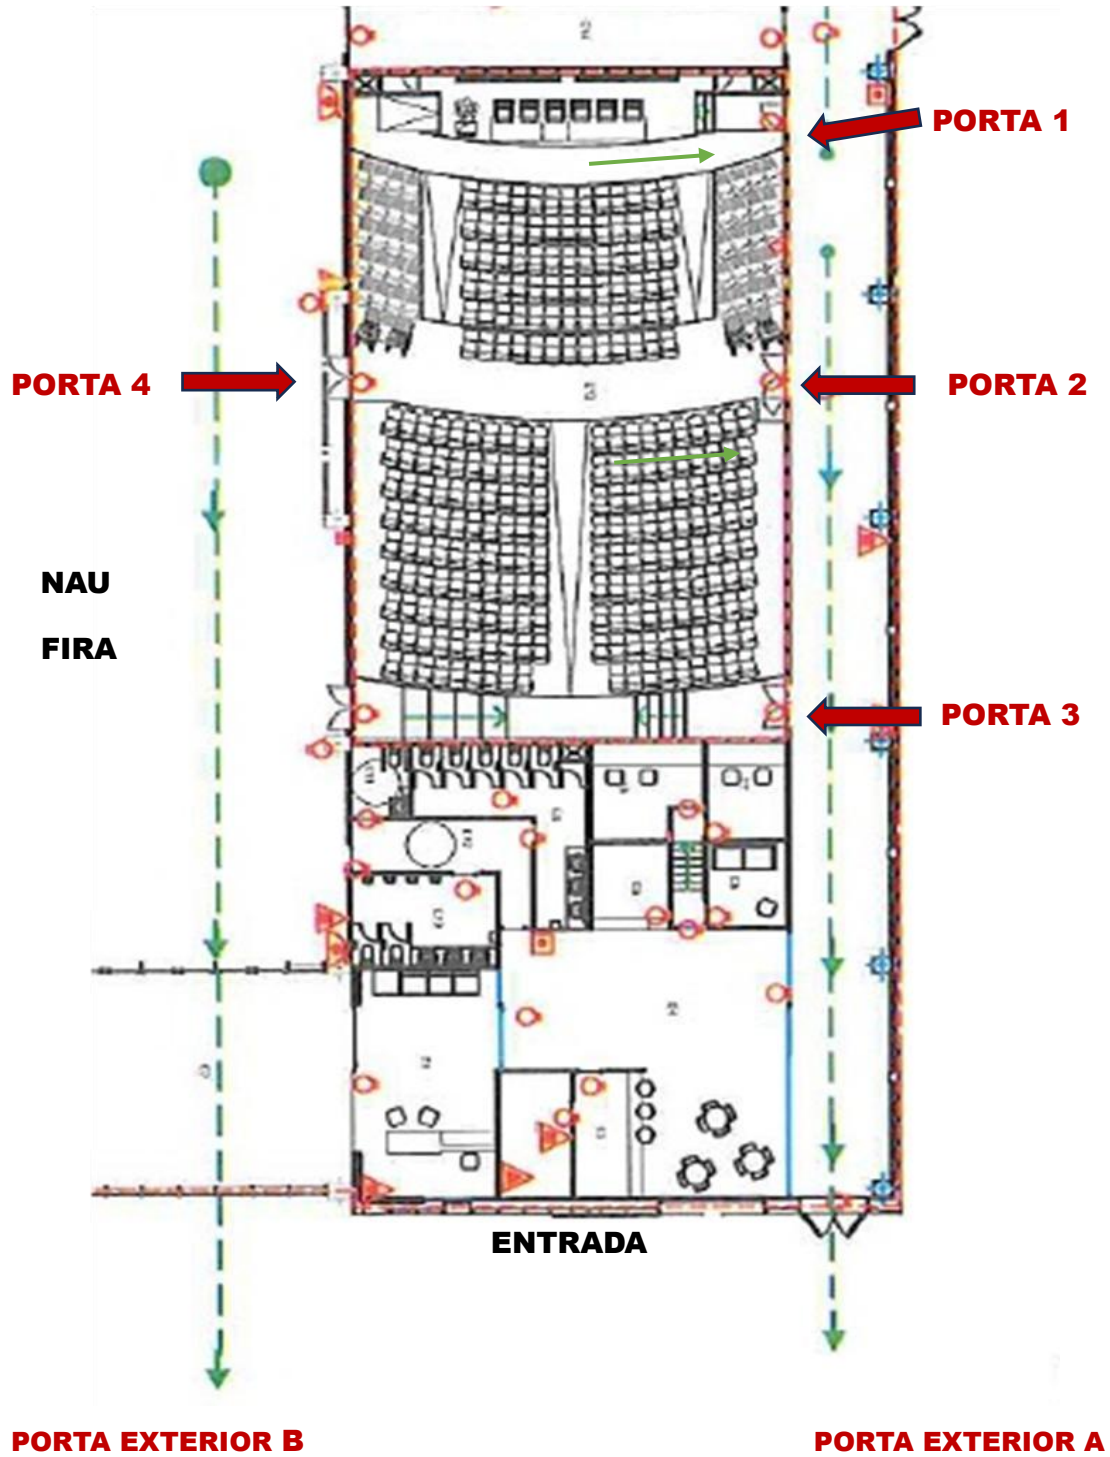 PORTA 1
PORTA 4
PORTA 2
NAU
FIRA
PORTA 3
ENTRADA
PORTA EXTERIOR B
PORTA EXTERIOR A